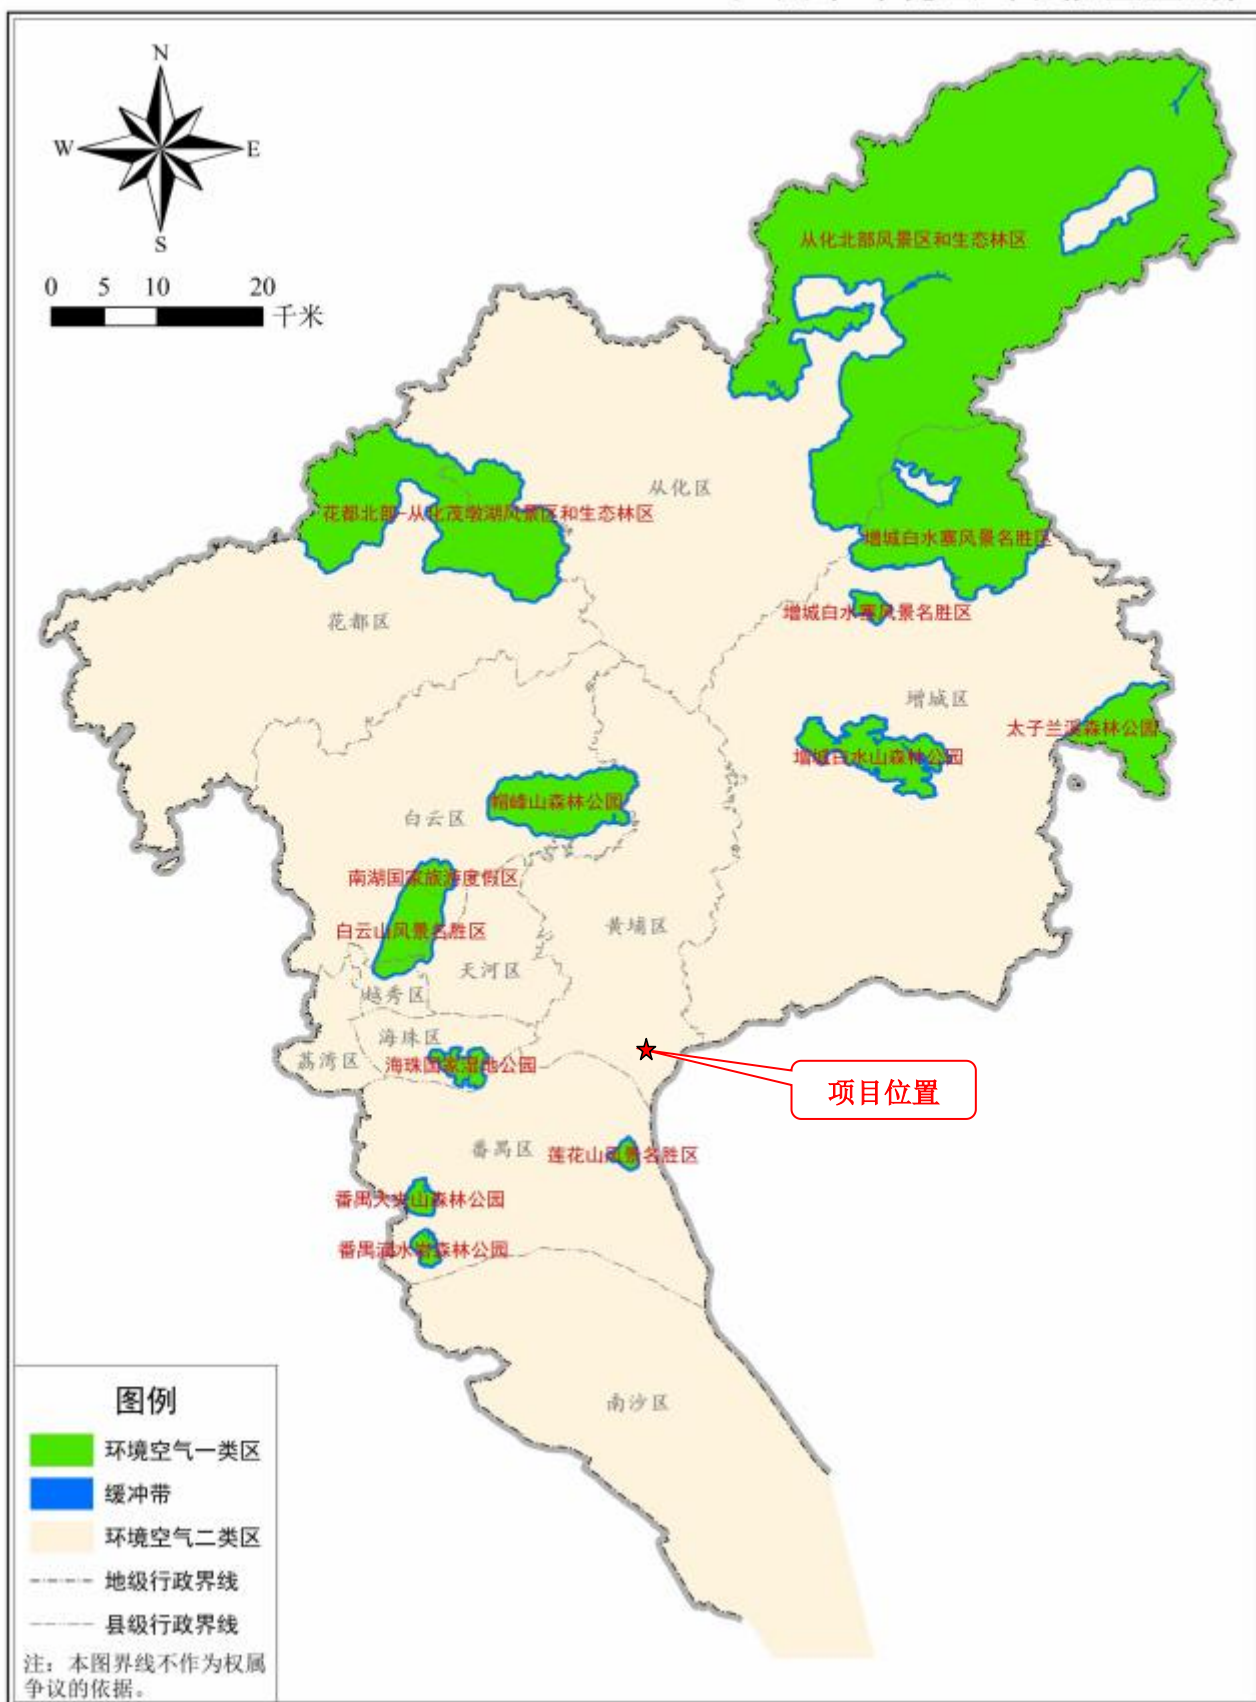 N
W
E
S
0 5 10 20
千米
从化北部风景区和生态林区
从化区
花都北部-从化茂墩湖风景区和生态林区
增城白水寨风景名胜区
增城白水寨风景名胜区
花都区
增城区
太子兰溪森林公园
增城白水山森林公园
帽峰山森林公园
白云区
南湖国家旅游度假区
黄埔区
白云山风景名胜区
天河区
越秀区
海珠区
荔湾区
海珠国家湿地公园
项目位置
番禺区
莲花山风景名胜区
番禺大夫山森林公园
番禺滴水岩森林公园
南沙区
图例
环境空气一类区
缓冲带
环境空气二类区
地级行政界线
县级行政界线
注：本图界线不作为权属
争议的依据。